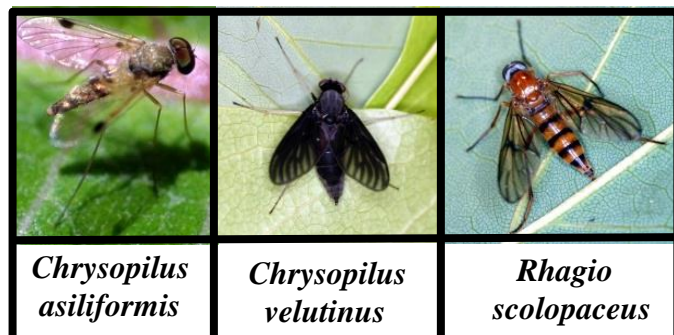 Chrysopilus
asiliformis
Chrysopilus
velutinus
Rhagio
scolopaceus